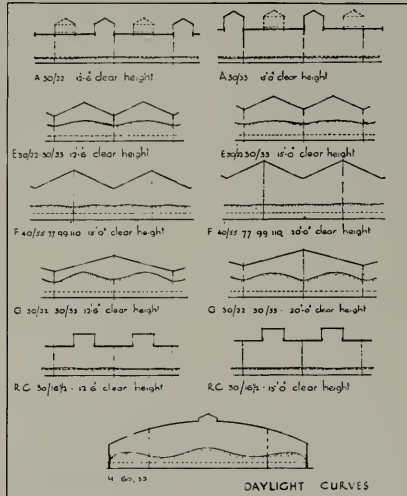 A 30/22 12'-6" clear height
A 30/33 15'0" clear height
E 30/22-30/33 12'-6 clear height
E 30/22 30/33 15'-0" clear height
F 40/55 77 99 110 15'0" clear height
F 40/55 77 99 110 20'-0" clear height
G 30/22 30/33 12'-6" clear height
G 30/22 30/33 · 20'-0" clear height
RC 30/16½ · 12'6" clear height
RC 30/16½ · 15'0" clear height
DAYLIGHT CURVES